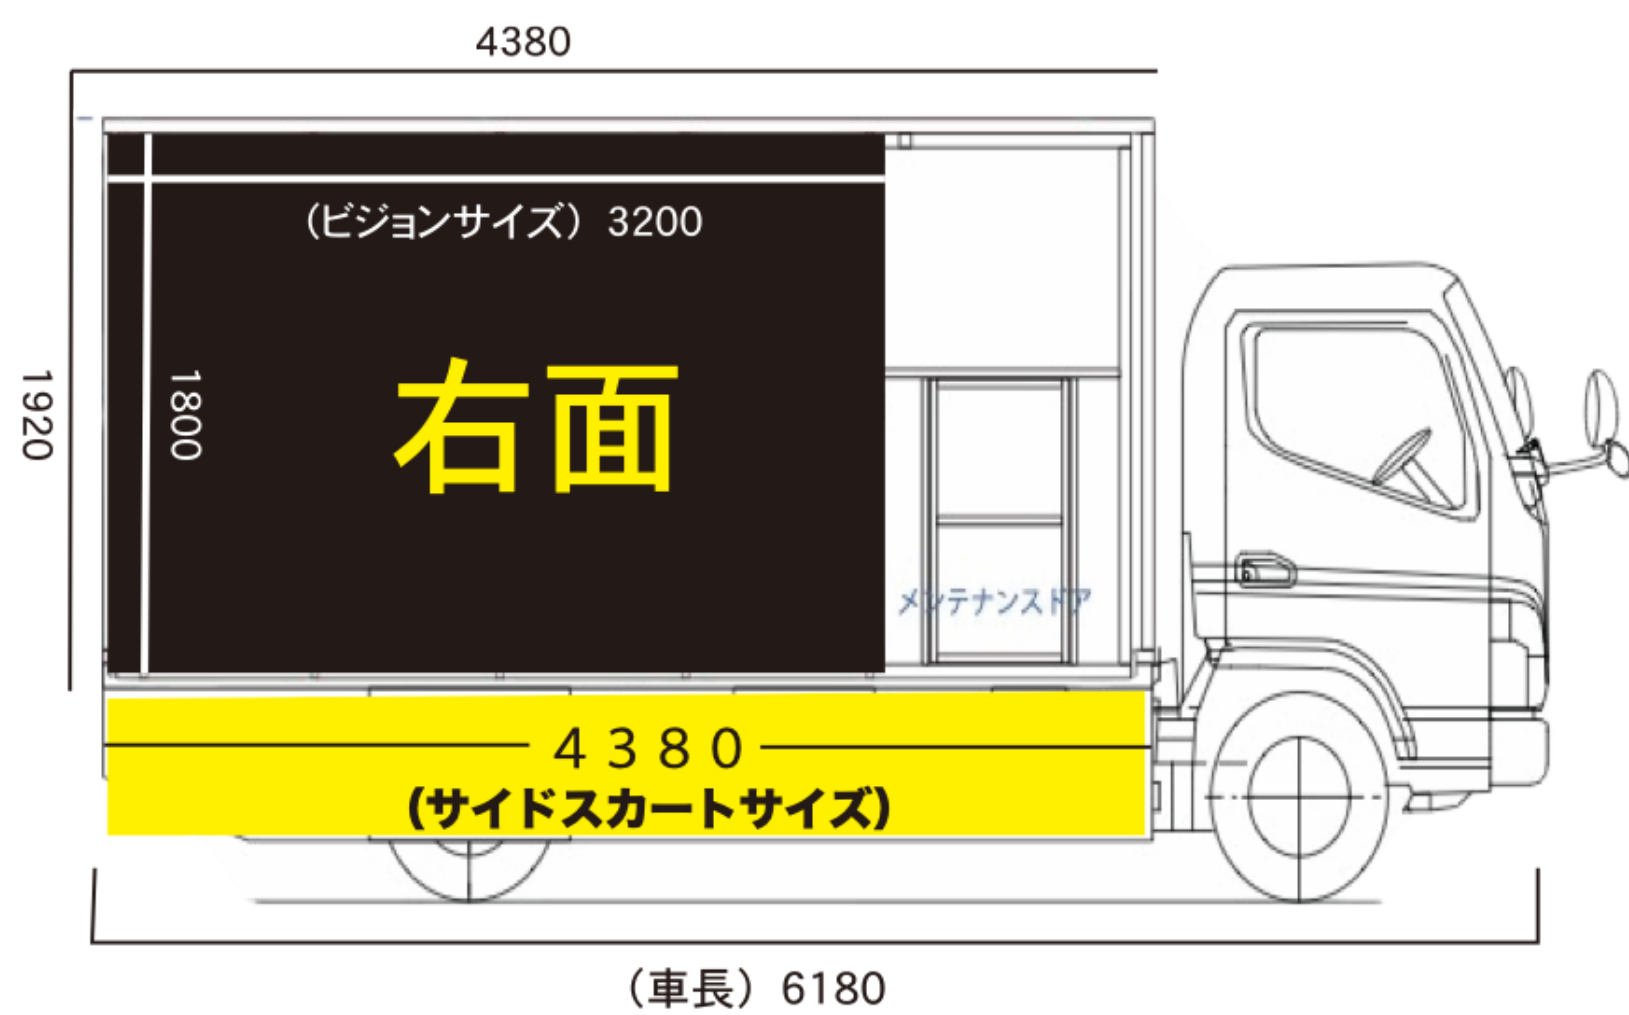 4380
(ビジョンサイズ) 3200
1920
1800
右面
メンテナンスドア
4380
(サイドスカートサイズ)
(車長) 6180